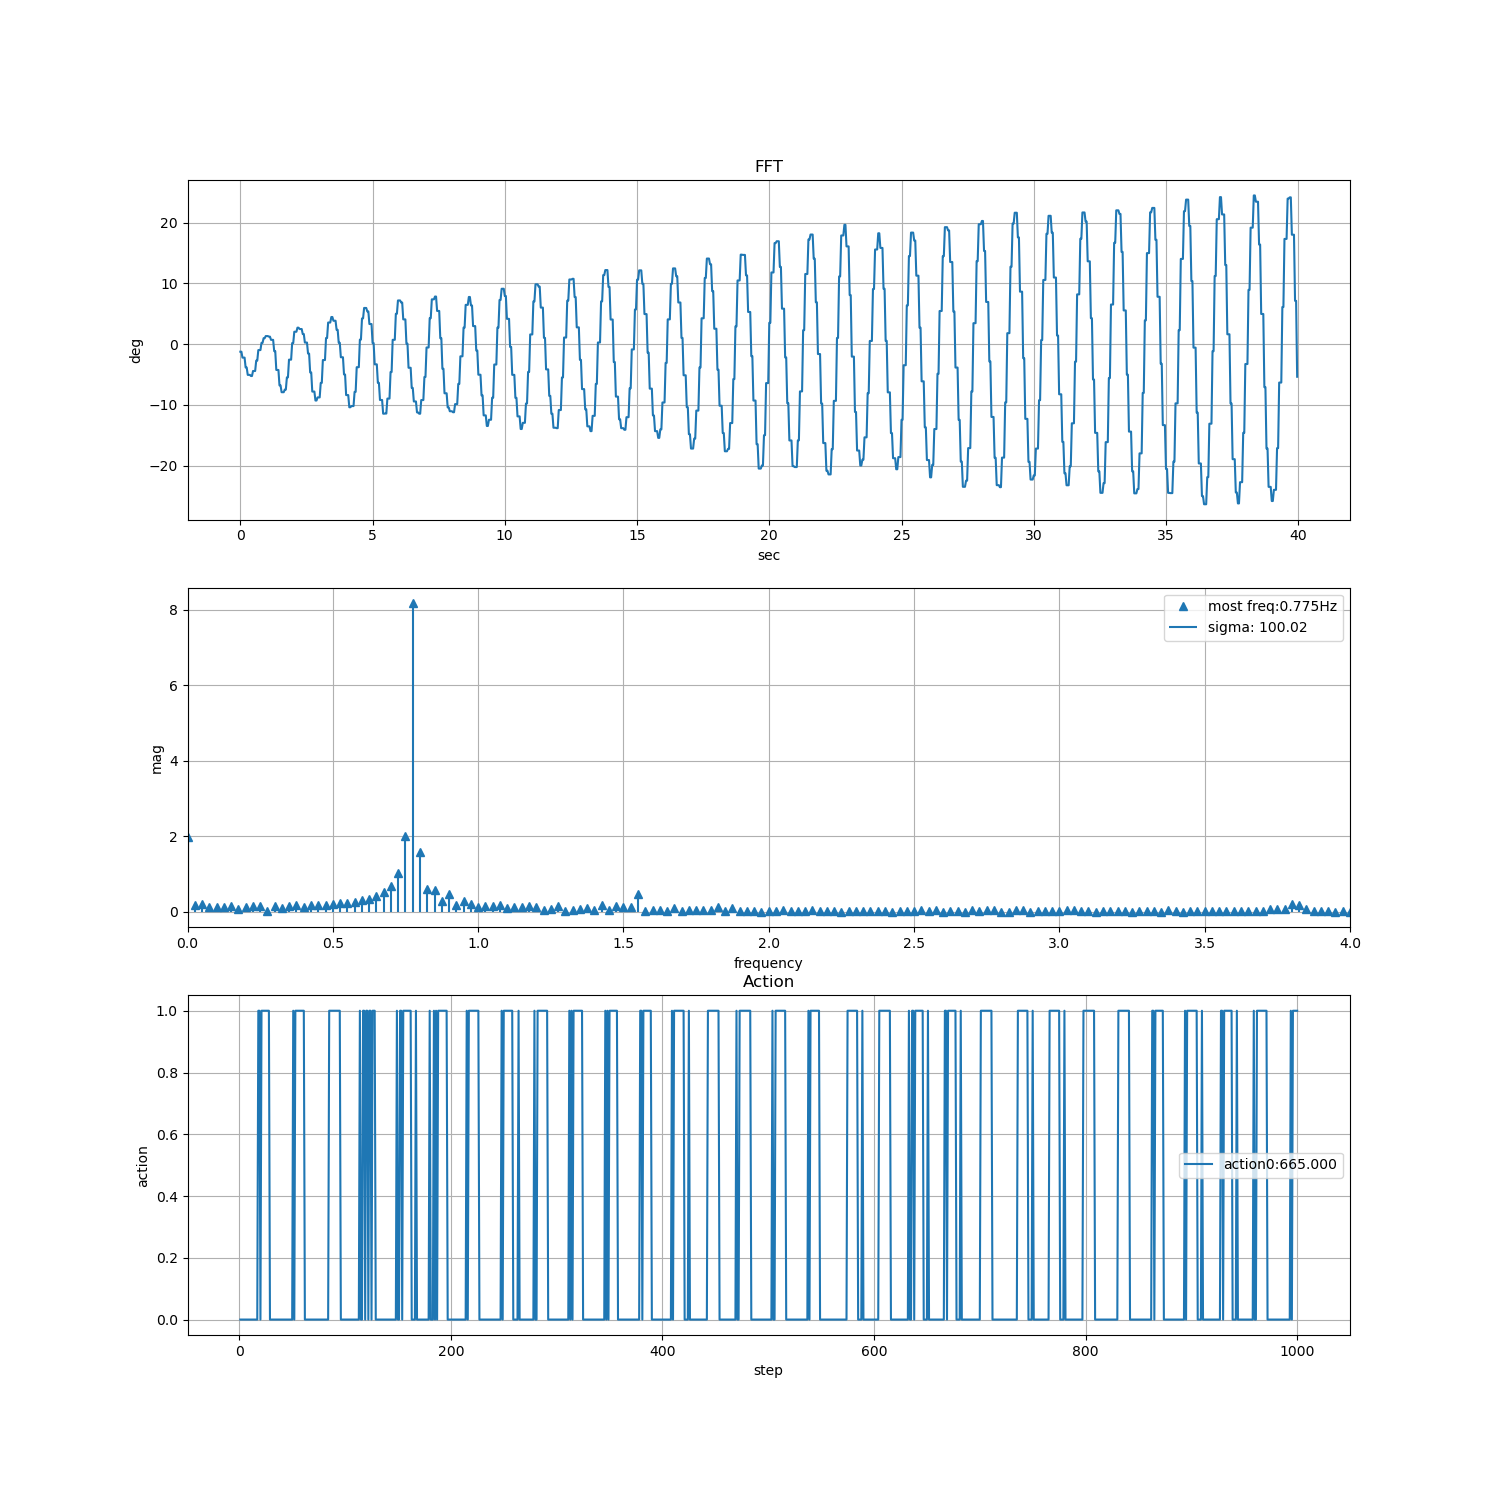 FFT
deg
20
10
0
−10
−20
0 5 10 15 20 25 30 35 40
sec
most freq:0.775Hz
sigma: 100.02
mag
8
6
4
2
0
0.0 0.5 1.0 1.5 2.0 2.5 3.0 3.5 4.0
frequency
Action
action
1.0
0.8
0.6
0.4
0.2
0.0
action0:665.000
0 200 400 600 800 1000
step